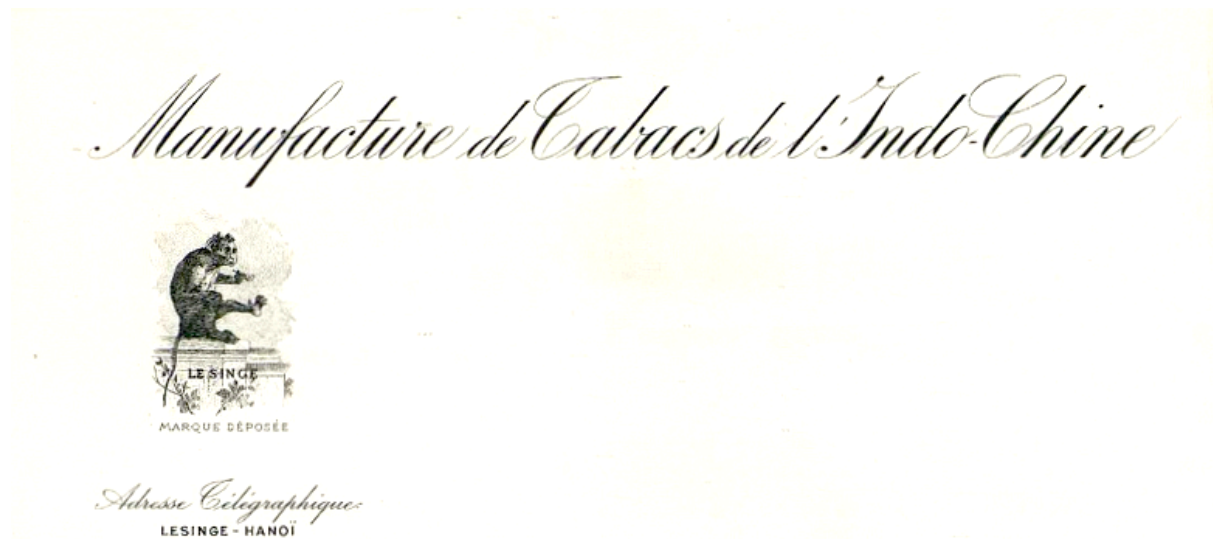 Manufacture de Tabacs de l'Indo-Chine
LE SINGE
MARQUE DÉPOSÉE
Adresse Télégraphique:
LESINGE - HANOÏ